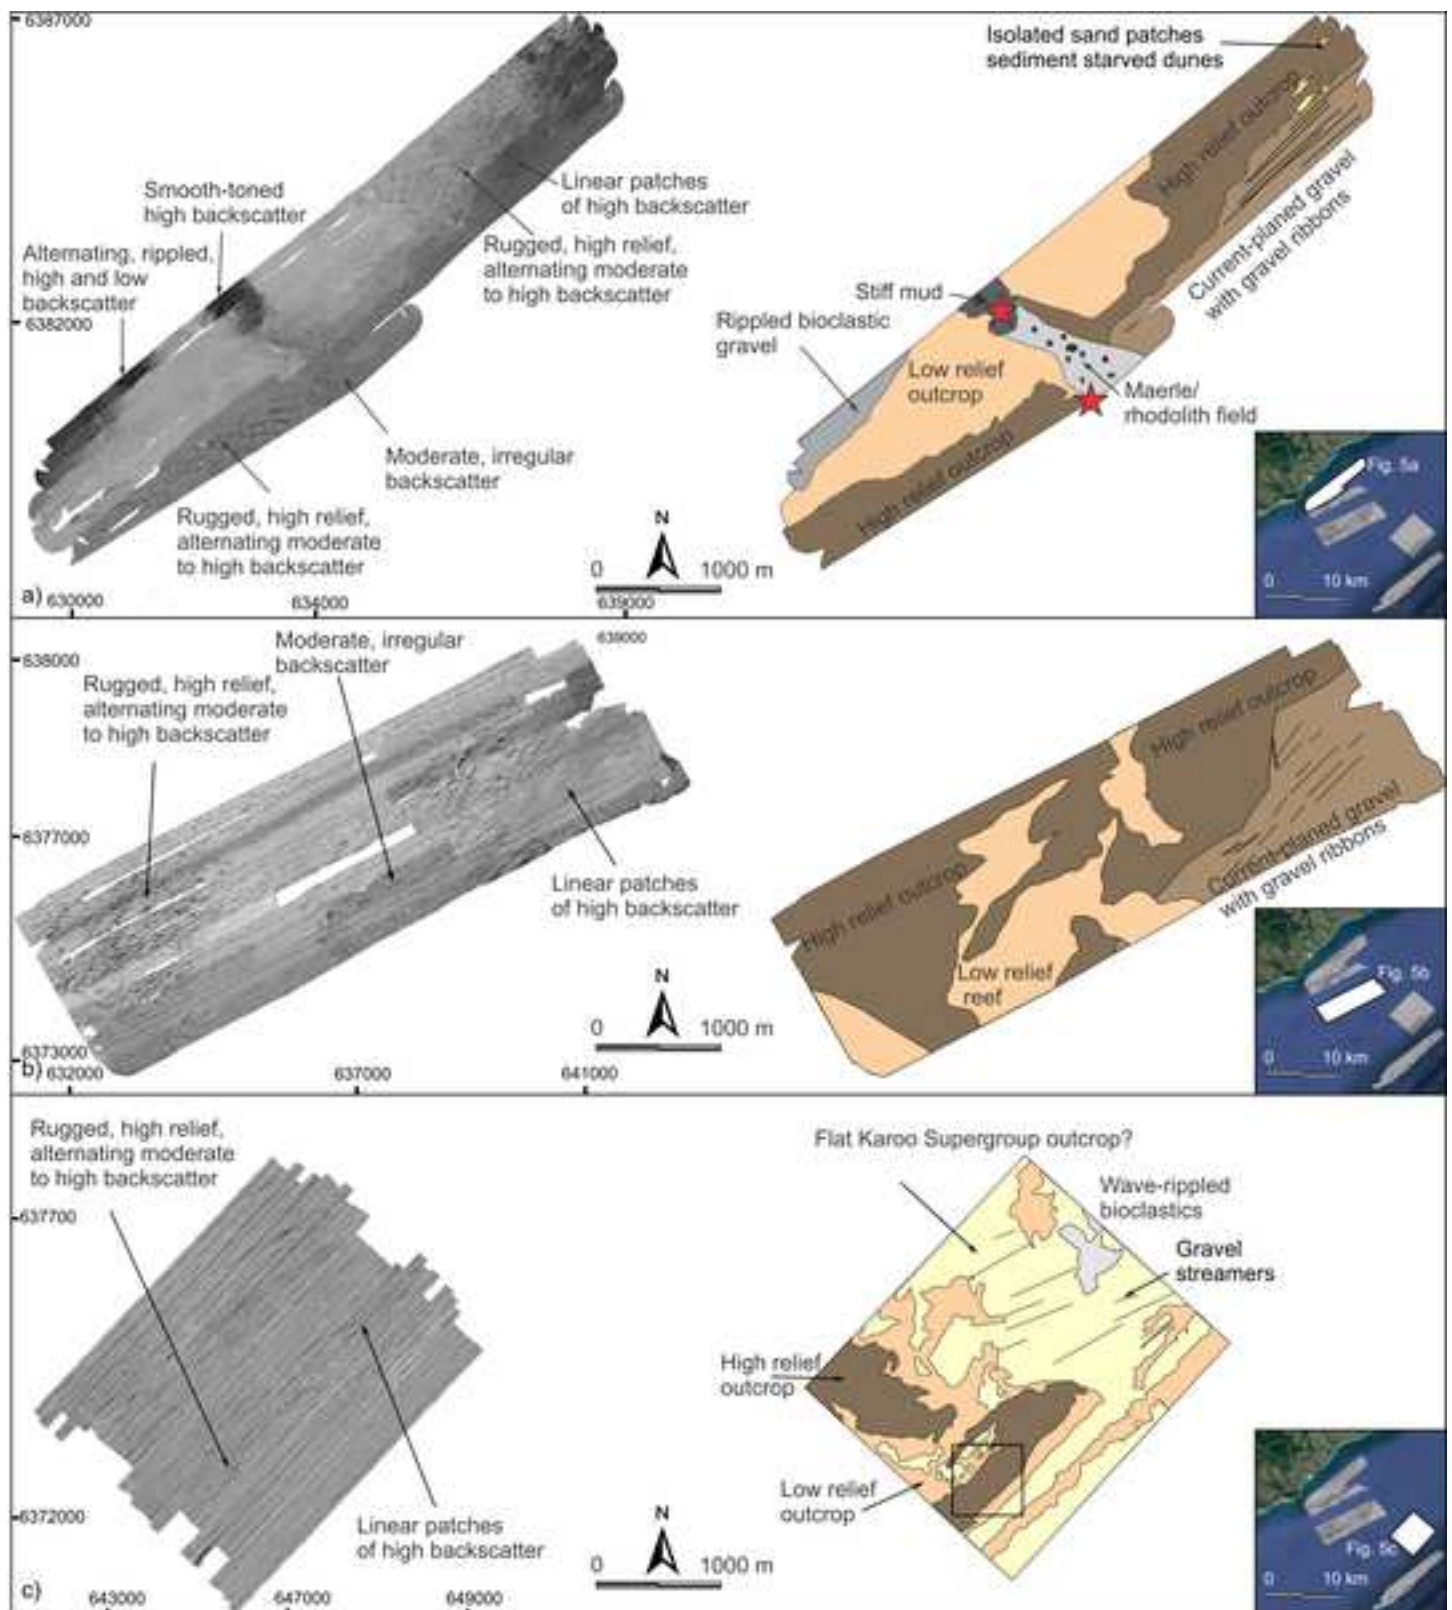 6387000
Isolated sand patches
sediment starved dunes
High relief outcrop
Smooth-toned
high backscatter
Linear patches
of high backscatter
Alternating, rippled,
high and low
backscatter
Rugged, high relief,
alternating moderate
to high backscatter
Current-planed gravel
with gravel ribbons
Stiff mud
6382000
Rippled bioclastic
gravel
Low relief
outcrop
Maerle/
rhodolith field
Moderate, irregular
backscatter
High relief outcrop
Fig. 5a
Rugged, high relief,
alternating moderate
to high backscatter
N
0 1000 m
0 10 km
a)
630000
634000
639000
Moderate, irregular
backscatter
639000
638000
Rugged, high relief,
alternating moderate
to high backscatter
High relief outcrop
6377000
Linear patches
of high backscatter
High relief outcrop
Current-planed gravel
with gravel ribbons
Low relief
reef
Fig. 5b
N
0 1000 m
0 10 km
6373000
b)
632000
637000
641000
Rugged, high relief,
alternating moderate
to high backscatter
Flat Karoo Supergroup outcrop?
Wave-rippled
bioclastics
637700
Gravel
streamers
High relief
outcrop
Low relief
outcrop
6372000
Linear patches
of high backscatter
N
0 1000 m
Fig. 5c
0 10 km
c)
643000
647000
649000